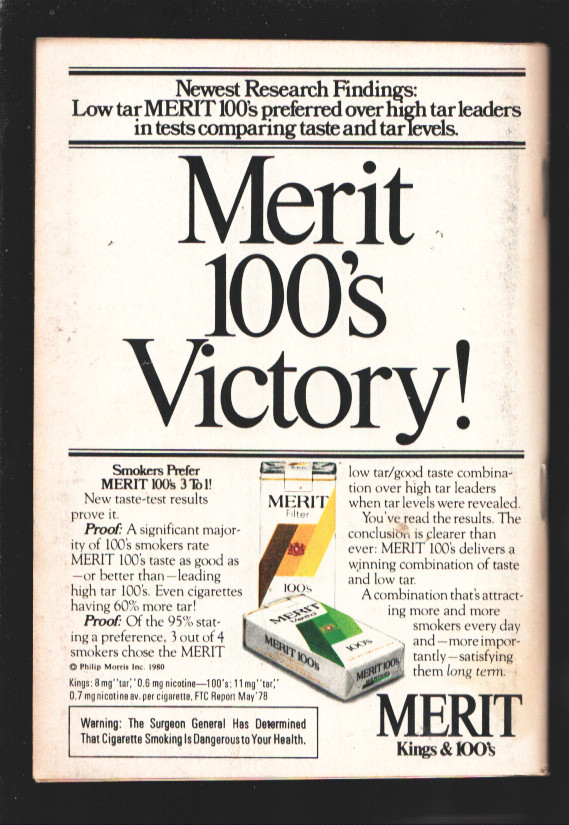 Newest Research Findings:
Low tar MERIT 100's preferred over high tar leaders
in tests comparing taste and tar levels.
Merit
100's
Victory!
Smokers Prefer
MERIT 100's 3 To 1!
New taste-test results
prove it.
Proof: A significant major-
ity of 100's smokers rate
MERIT 100's taste as good as
—or better than—leading
high tar 100's. Even cigarettes
having 60% more tar!
Proof: Of the 95% stat-
ing a preference, 3 out of 4
smokers chose the MERIT
© Philip Morris Inc. 1980
Kings: 8 mg "tar," 0.6 mg nicotine—100's: 11 mg "tar,"
0.7 mg nicotine av. per cigarette, FTC Report May '78
Warning: The Surgeon General Has Determined
That Cigarette Smoking Is Dangerous to Your Health.
MERIT
Filter
100's
MERIT
Menthol
100's
MERIT 100's
MERIT 100's
low tar/good taste combina-
tion over high tar leaders
when tar levels were revealed.
You've read the results. The
conclusion is clearer than
ever: MERIT 100's delivers a
winning combination of taste
and low tar.
A combination that's attract-
ing more and more
smokers every day
and—more impor-
tantly—satisfying
them long term.
MERIT
Kings & 100's